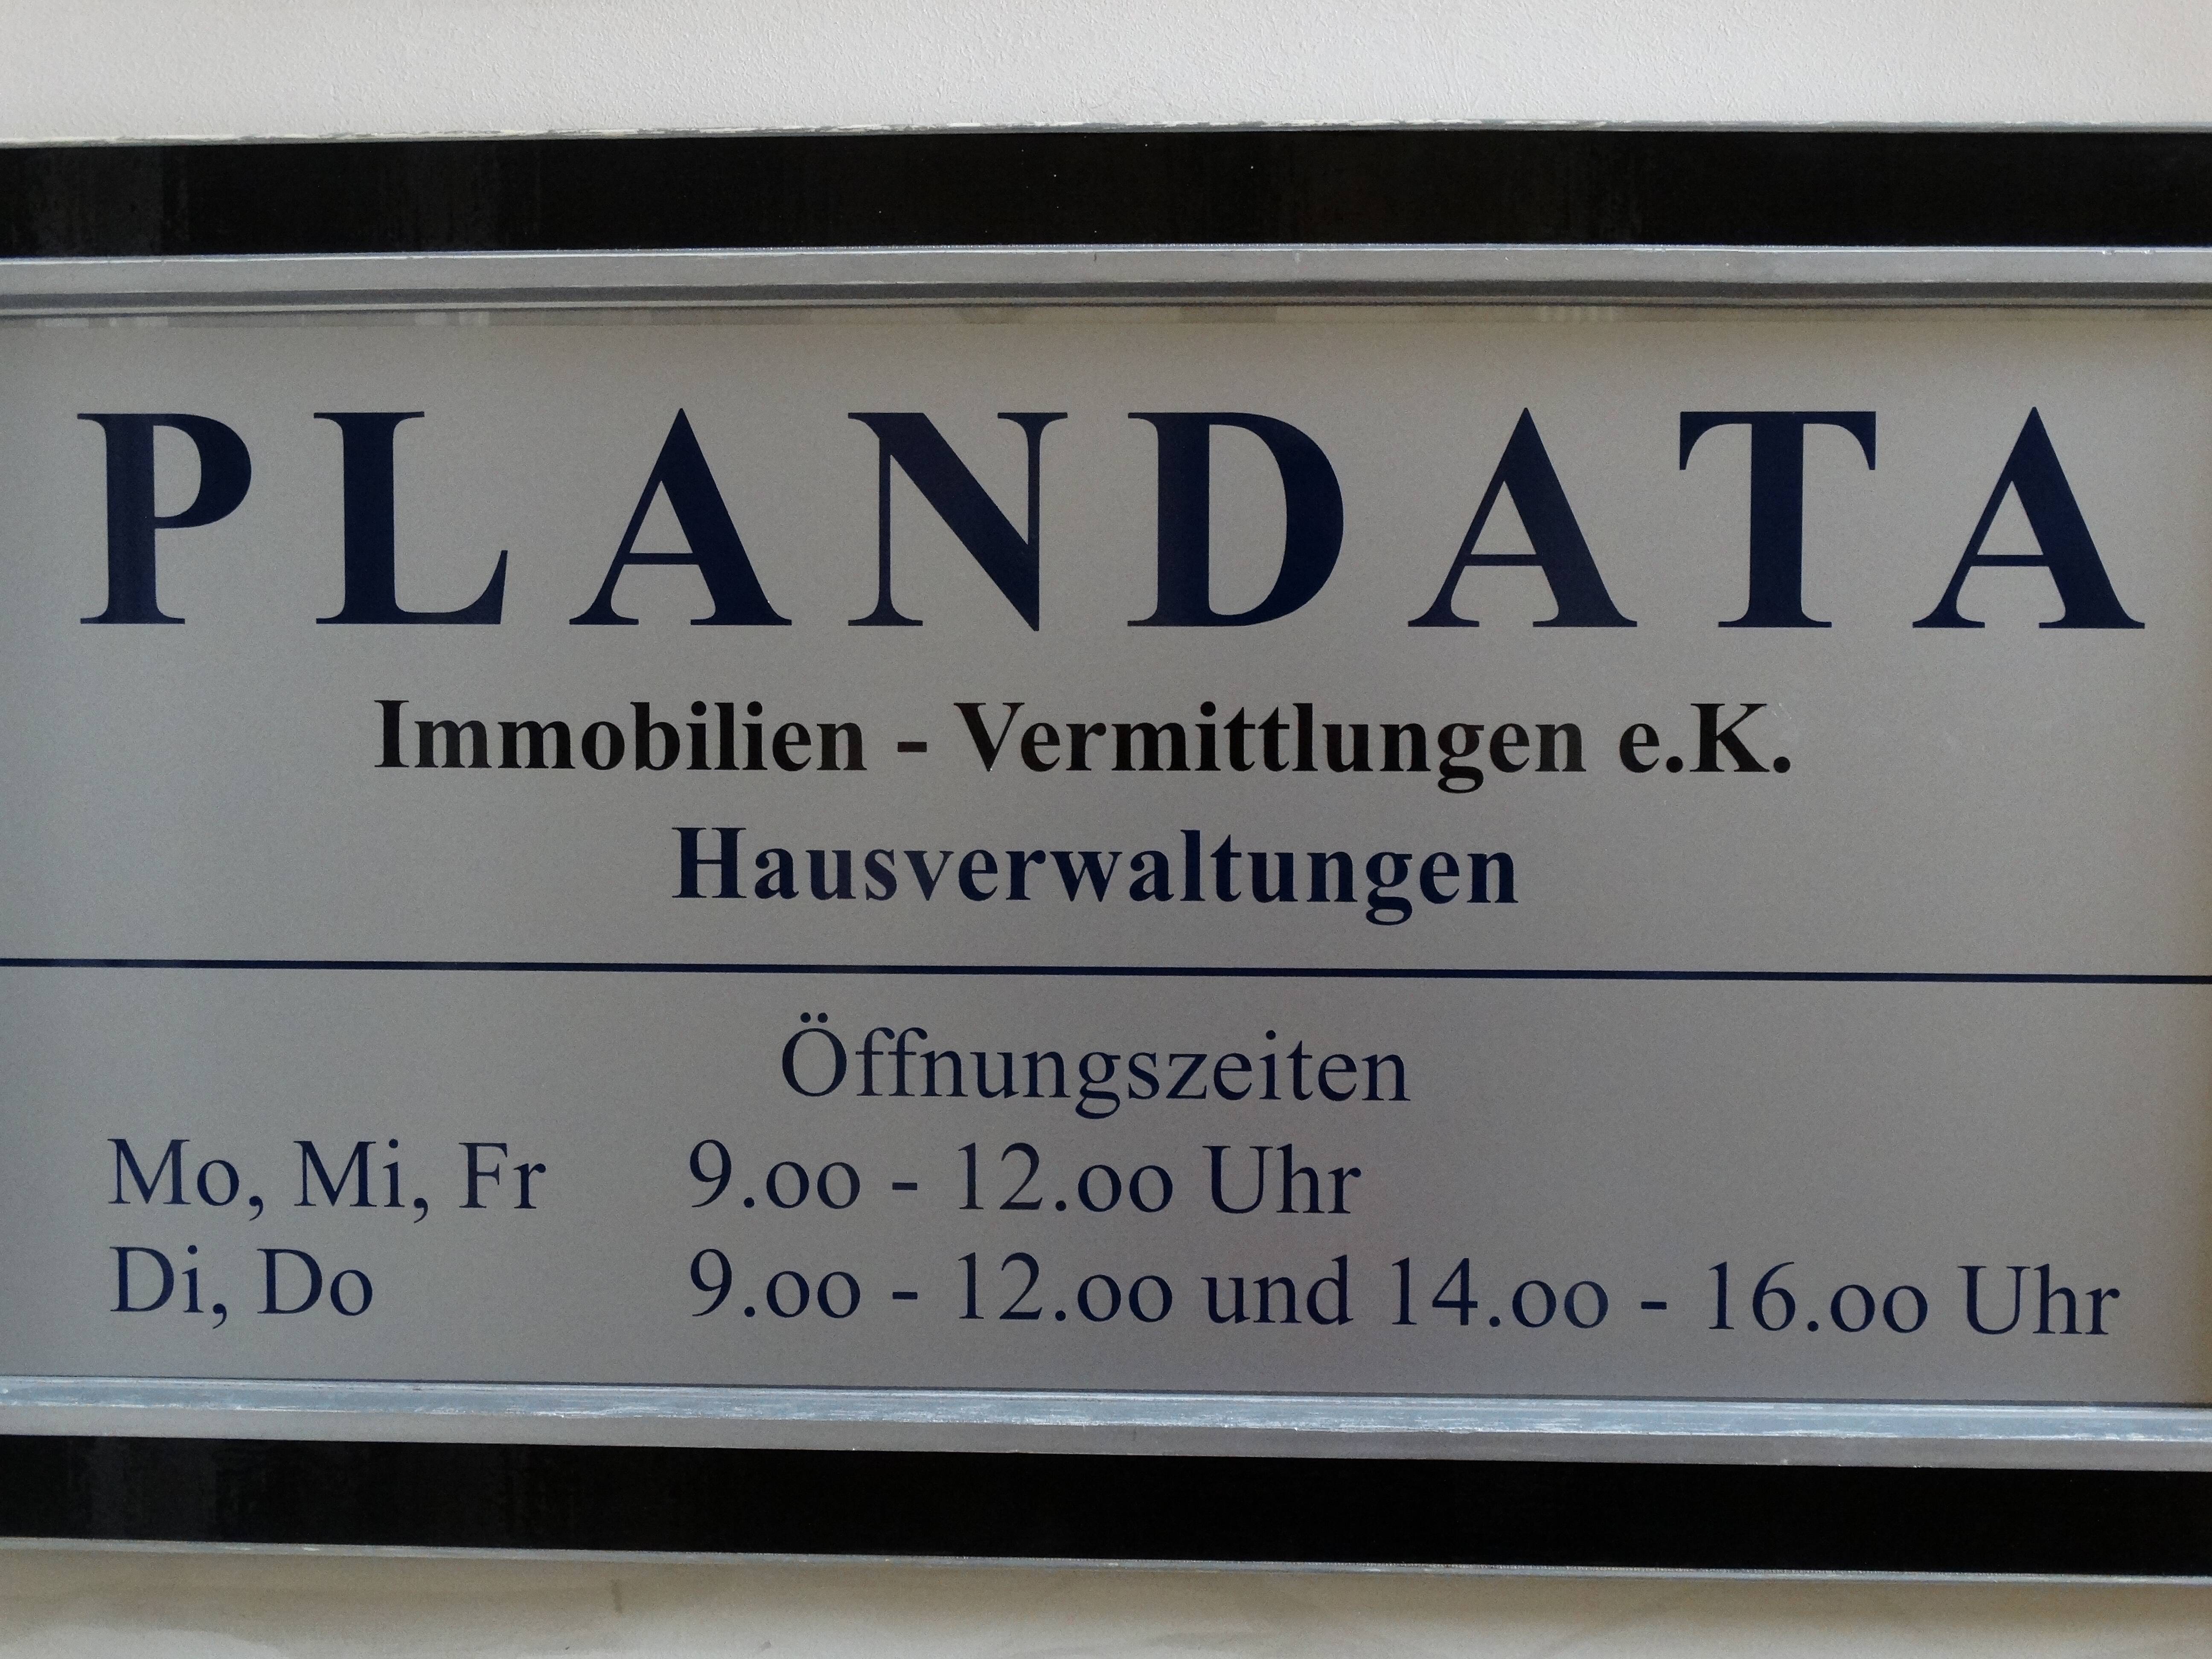 PLANDATA
Immobilien - Vermittlungen e.K.
Hausverwaltungen
Öffnungszeiten
Mo, Mi, Fr 9.oo - 12.oo Uhr
Di, Do 9.oo - 12.oo und 14.oo - 16.oo Uhr